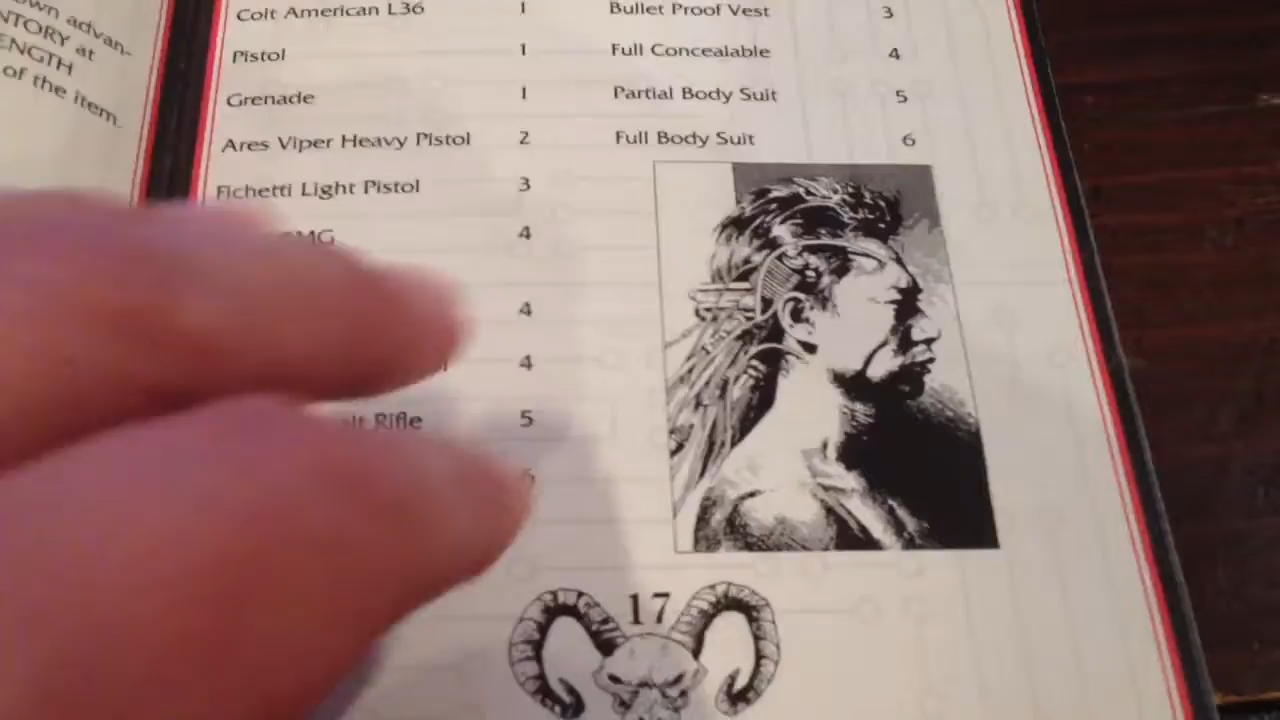 own advan-
NTORY at
ENGTH
of the item.
Colt American L36 1 Bullet Proof Vest 3
Pistol 1 Full Concealable 4
Grenade 1 Partial Body Suit 5
Ares Viper Heavy Pistol 2 Full Body Suit 6
Fichetti Light Pistol 3
MG 4
4
4
Rifle 5
17